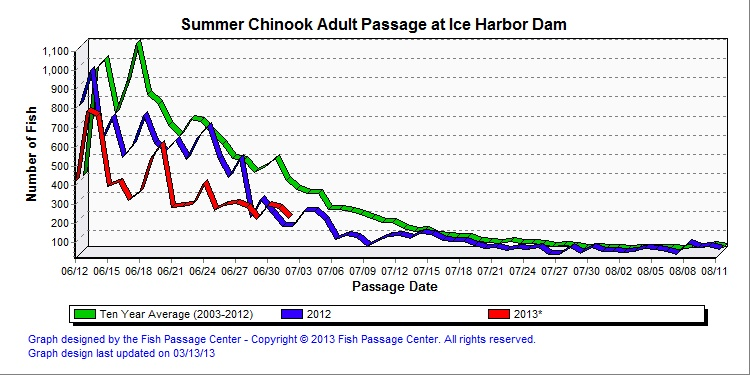 Summer Chinook Adult Passage at Ice Harbor Dam
Number of Fish
1,100
1,000
900
800
700
600
500
400
300
200
100
06/12 06/15 06/18 06/21 06/24 06/27 06/30 07/03 07/06 07/09 07/12 07/15 07/18 07/21 07/24 07/27 07/30 08/02 08/05 08/08 08/11
Passage Date
Ten Year Average (2003-2012) 2012 2013*
Graph designed by the Fish Passage Center - Copyright © 2013 Fish Passage Center. All rights reserved.
Graph design last updated on 03/13/13